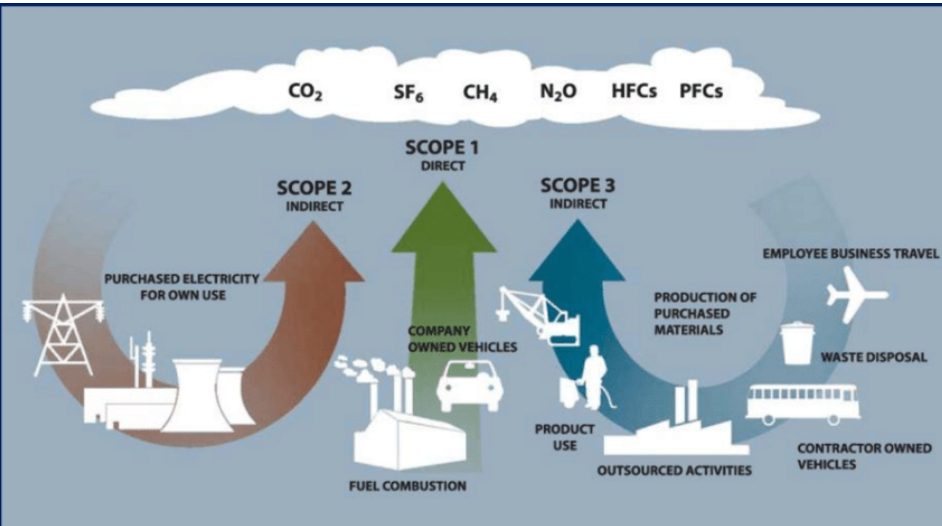 CO₂ SF₆ CH₄ N₂O HFCs PFCs
SCOPE 1
DIRECT
SCOPE 2
INDIRECT
SCOPE 3
INDIRECT
PURCHASED ELECTRICITY
FOR OWN USE
COMPANY
OWNED VEHICLES
FUEL COMBUSTION
EMPLOYEE BUSINESS TRAVEL
PRODUCTION OF
PURCHASED
MATERIALS
WASTE DISPOSAL
PRODUCT
USE
OUTSOURCED ACTIVITIES
CONTRACTOR OWNED
VEHICLES